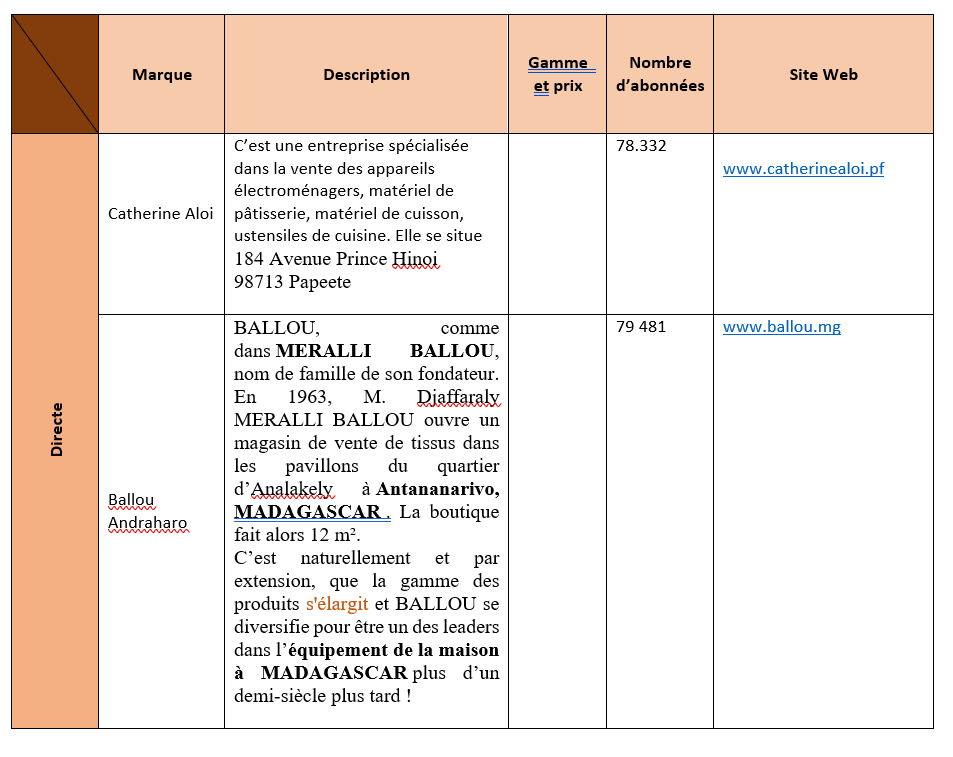 Marque
Description
Gamme
et prix
Nombre
d’abonnées
Site Web
Directe
Catherine Aloi
C’est une entreprise spécialisée
dans la vente des appareils
électroménagers, matériel de
pâtisserie, matériel de cuisson,
ustensiles de cuisine. Elle se situe
184 Avenue Prince Hinoi
98713 Papeete
78.332
www.catherinealoi.pf
Ballou
Andraharo
BALLOU, comme
dans MERALLI BALLOU,
nom de famille de son fondateur.
En 1963, M. Djaffaraly
MERALLI BALLOU ouvre un
magasin de vente de tissus dans
les pavillons du quartier
d’Analakely à Antananarivo,
MADAGASCAR . La boutique
fait alors 12 m².
C’est naturellement et par
extension, que la gamme des
produits s'élargit et BALLOU se
diversifie pour être un des leaders
dans l’équipement de la maison
à MADAGASCAR plus d’un
demi-siècle plus tard !
79 481
www.ballou.mg